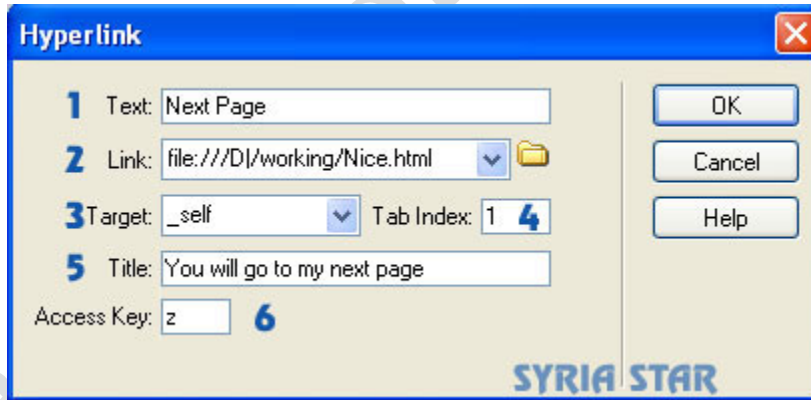 Hyperlink
1 Text: Next Page OK
2 Link: file:///D|/working/Nice.html Cancel
3 Target: _self Tab Index: 1 4 Help
5 Title: You will go to my next page
Access Key: z 6
SYRIA STAR